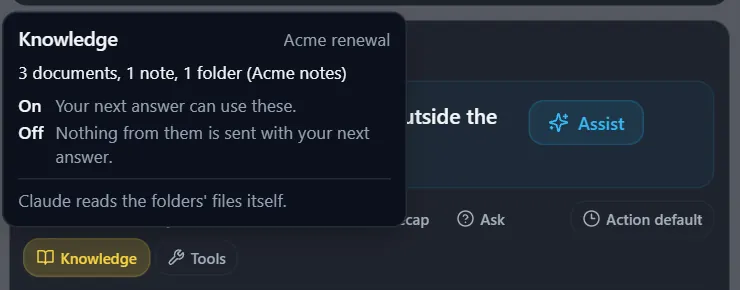 Knowledge Acme renewal
3 documents, 1 note, 1 folder (Acme notes)
On Your next answer can use these.
Off Nothing from them is sent with your next
answer.
Claude reads the folders' files itself.
utside the
Assist
cap Ask Action default
Knowledge Tools